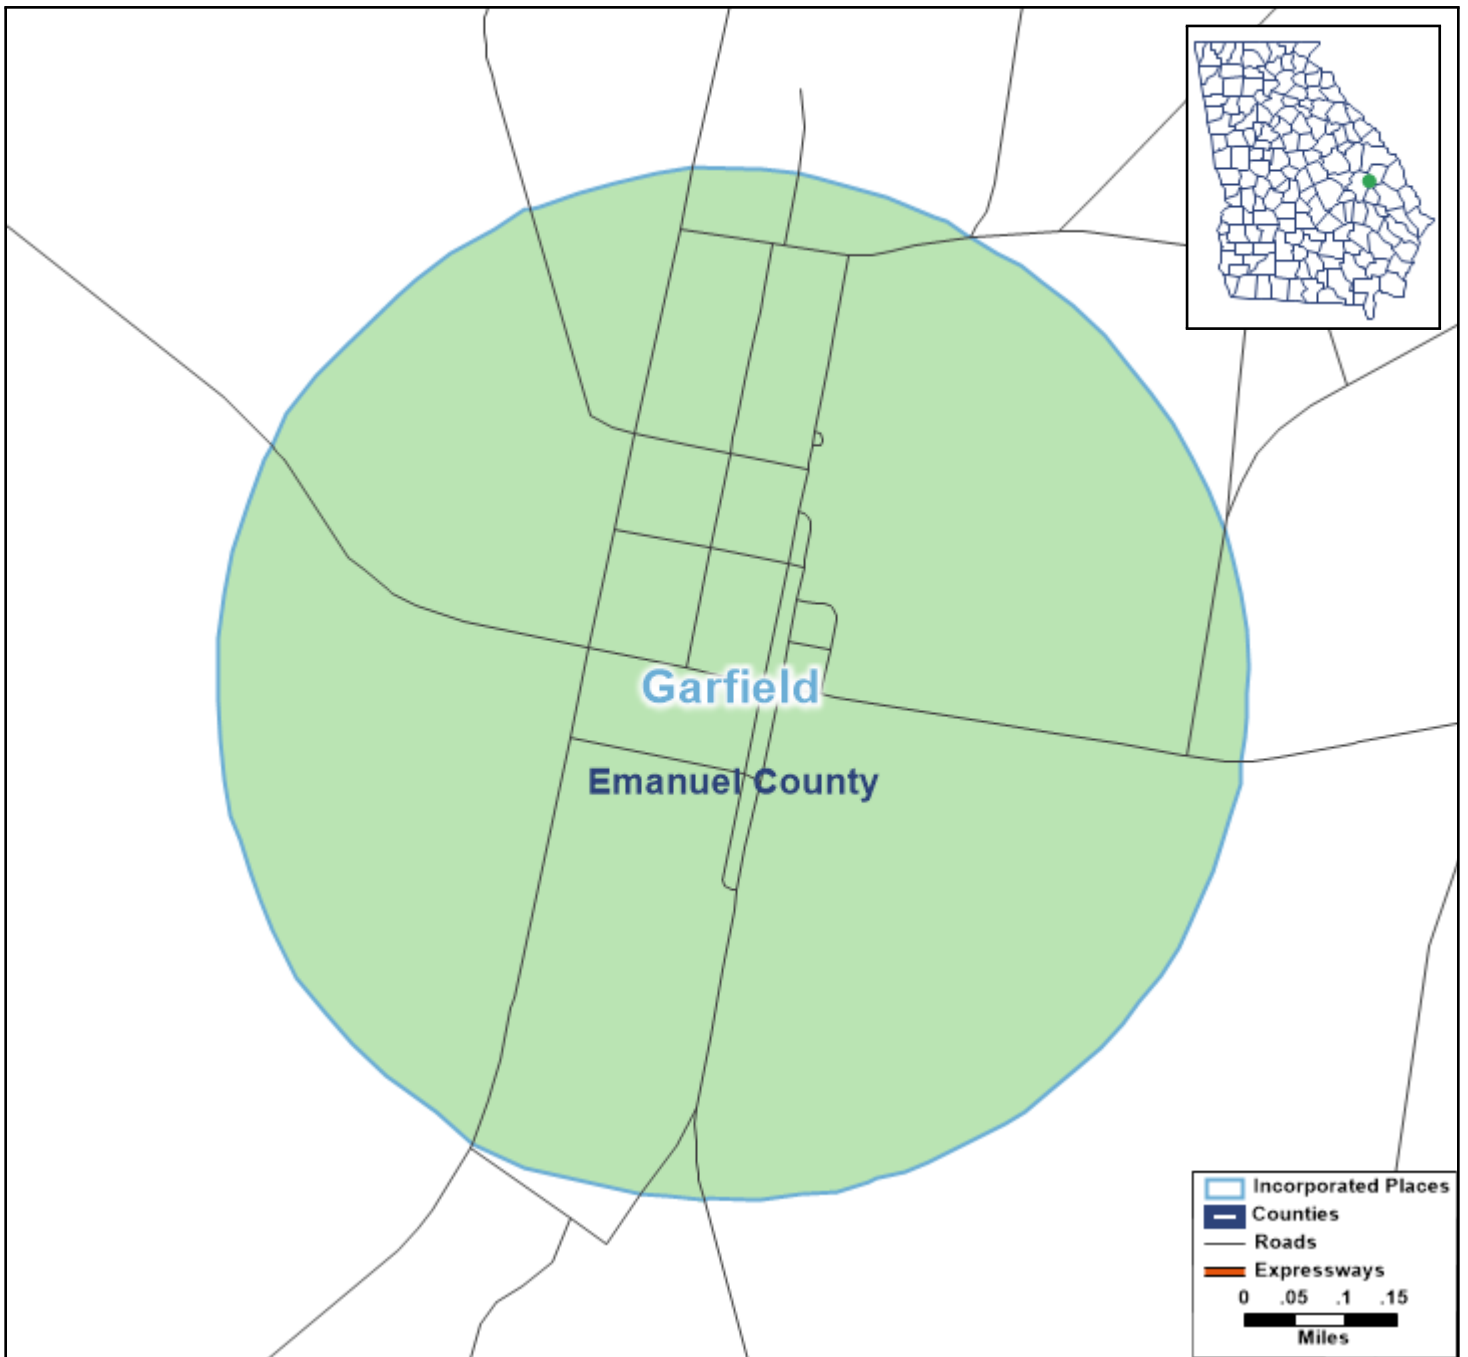 Garfield
Emanuel County
Incorporated Places
Counties
Roads
Expressways
0 .05 .1 .15
Miles